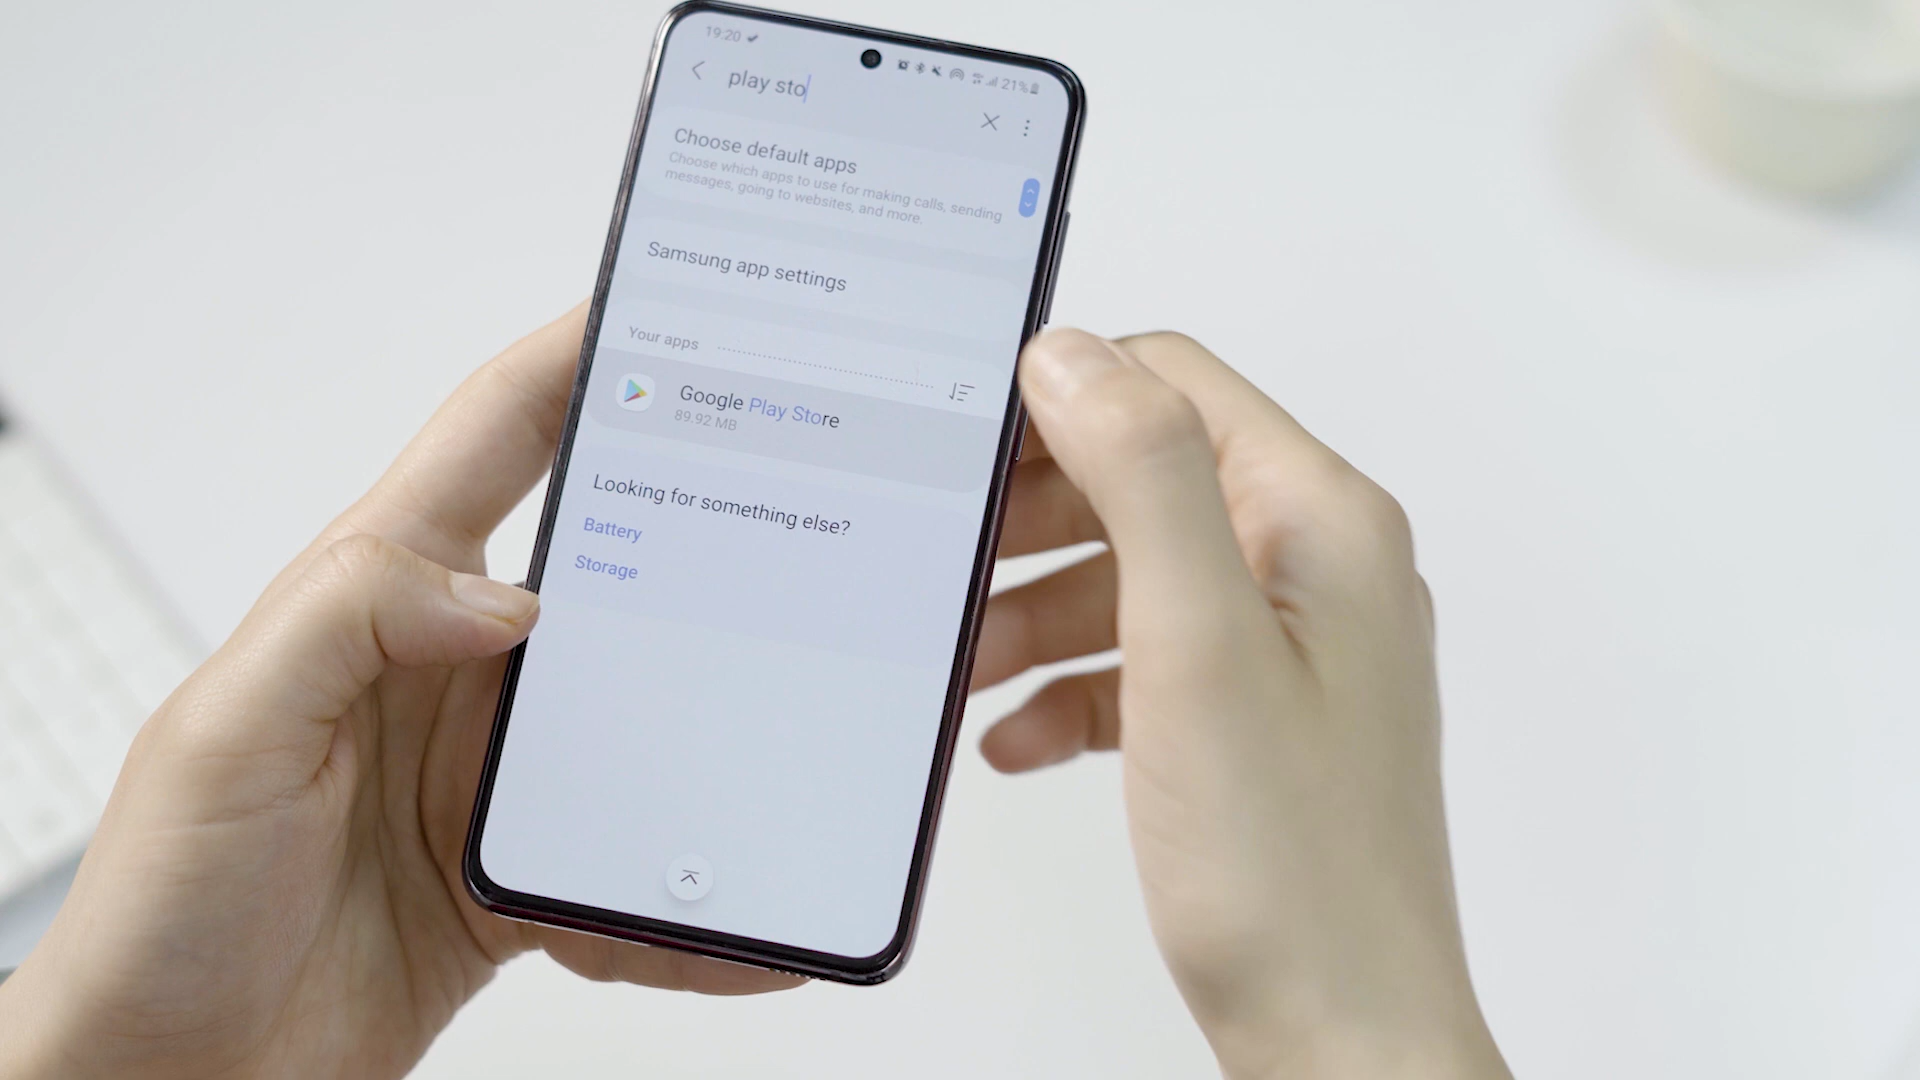 19:20
21%
play sto
Choose default apps
Choose which apps to use for making calls, sending
messages, going to websites, and more.
Samsung app settings
Your apps
Google Play Store
89.92 MB
Looking for something else?
Battery
Storage